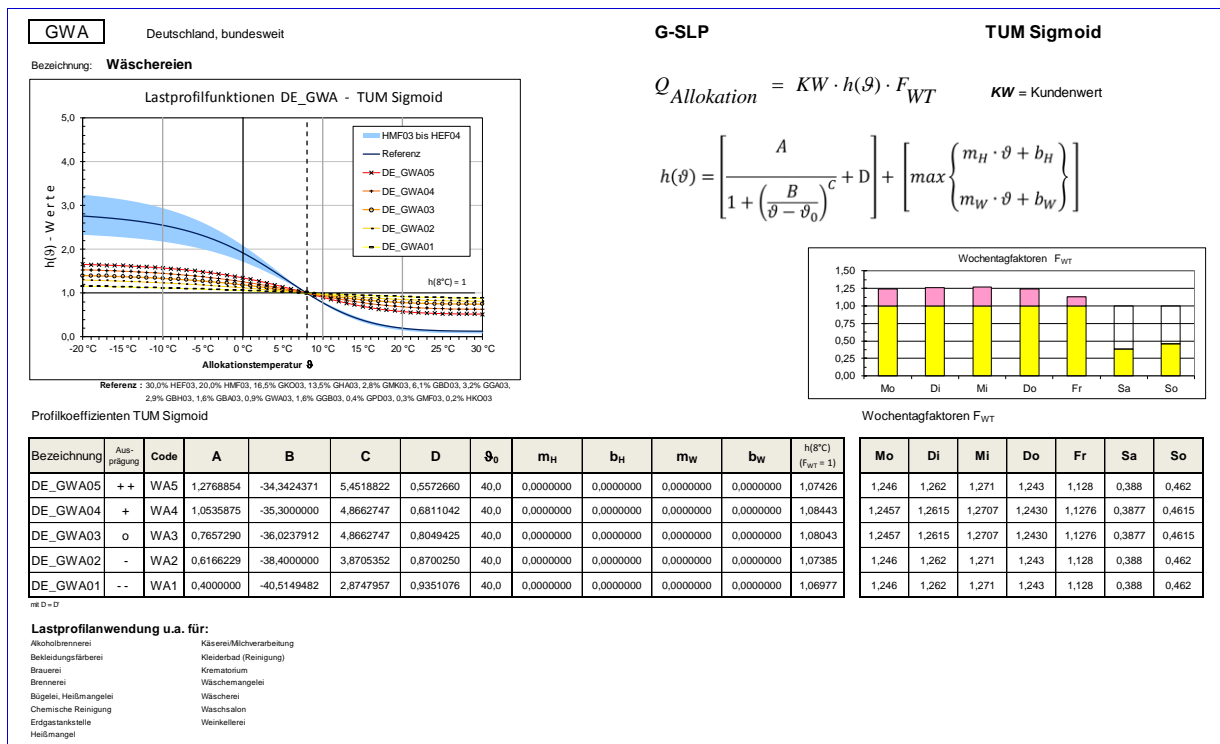 GWA
Deutschland, bundesweit
G-SLP
TUM Sigmoid
Bezeichnung: Wäschereien
Q Allokation = KW · h(ϑ) · F WT
KW = Kundenwert
h(ϑ) = [ A / (1 + (B / (ϑ − ϑ₀))^C) + D ] + [ max { m_H · ϑ + b_H ; m_W · ϑ + b_W } ]
Lastprofilfunktionen DE_GWA - TUM Sigmoid
h(ϑ) - Werte
5,0
4,0
3,0
2,0
1,0
0,0
HMF03 bis HEF04
Referenz
DE_GWA05
DE_GWA04
DE_GWA03
DE_GWA02
DE_GWA01
h(8°C) = 1
-20 °C -15 °C -10 °C -5 °C 0 °C 5 °C 10 °C 15 °C 20 °C 25 °C 30 °C
Allokationstemperatur ϑ
Referenz : 30,0% HEF03, 20,0% HMF03, 16,5% GKO03, 13,5% GHA03, 2,8% GMK03, 6,1% GBD03, 3,2% GGA03,
2,9% GBH03, 1,6% GBA03, 0,9% GWA03, 1,6% GGB03, 0,4% GPD03, 0,3% GMF03, 0,2% HKO03
Wochentagfaktoren F WT
1,50
1,25
1,00
0,75
0,50
0,25
0,00
Mo Di Mi Do Fr Sa So
Profilkoeffizienten TUM Sigmoid
Wochentagfaktoren F WT
Bezeichnung Aus-prägung Code A B C D ϑ₀ m_H b_H m_W b_W h(8°C) (F WT = 1) Mo Di Mi Do Fr Sa So
DE_GWA05 + + WA5 1,2768854 -34,3424371 5,4518822 0,5572660 40,0 0,0000000 0,0000000 0,0000000 0,0000000 1,07426 1,246 1,262 1,271 1,243 1,128 0,388 0,462
DE_GWA04 + WA4 1,0535875 -35,3000000 4,8662747 0,6811042 40,0 0,0000000 0,0000000 0,0000000 0,0000000 1,08443 1,2457 1,2615 1,2707 1,2430 1,1276 0,3877 0,4615
DE_GWA03 o WA3 0,7657290 -36,0237912 4,8662747 0,8049425 40,0 0,0000000 0,0000000 0,0000000 0,0000000 1,08043 1,2457 1,2615 1,2707 1,2430 1,1276 0,3877 0,4615
DE_GWA02 - WA2 0,6166229 -38,4000000 3,8705352 0,8700250 40,0 0,0000000 0,0000000 0,0000000 0,0000000 1,07385 1,246 1,262 1,271 1,243 1,128 0,388 0,462
DE_GWA01 - - WA1 0,4000000 -40,5149482 2,8747957 0,9351076 40,0 0,0000000 0,0000000 0,0000000 0,0000000 1,06977 1,246 1,262 1,271 1,243 1,128 0,388 0,462
mit D = D'
Lastprofilanwendung u.a. für:
Alkoholbrennerei
Bekleidungsfärberei
Brauerei
Brennerei
Bügelei, Heißmangelei
Chemische Reinigung
Erdgastankstelle
Heißmangel
Käserei/Milchverarbeitung
Kleiderbad (Reinigung)
Krematorium
Wäschemangelei
Wäscherei
Waschsalon
Weinkellerei